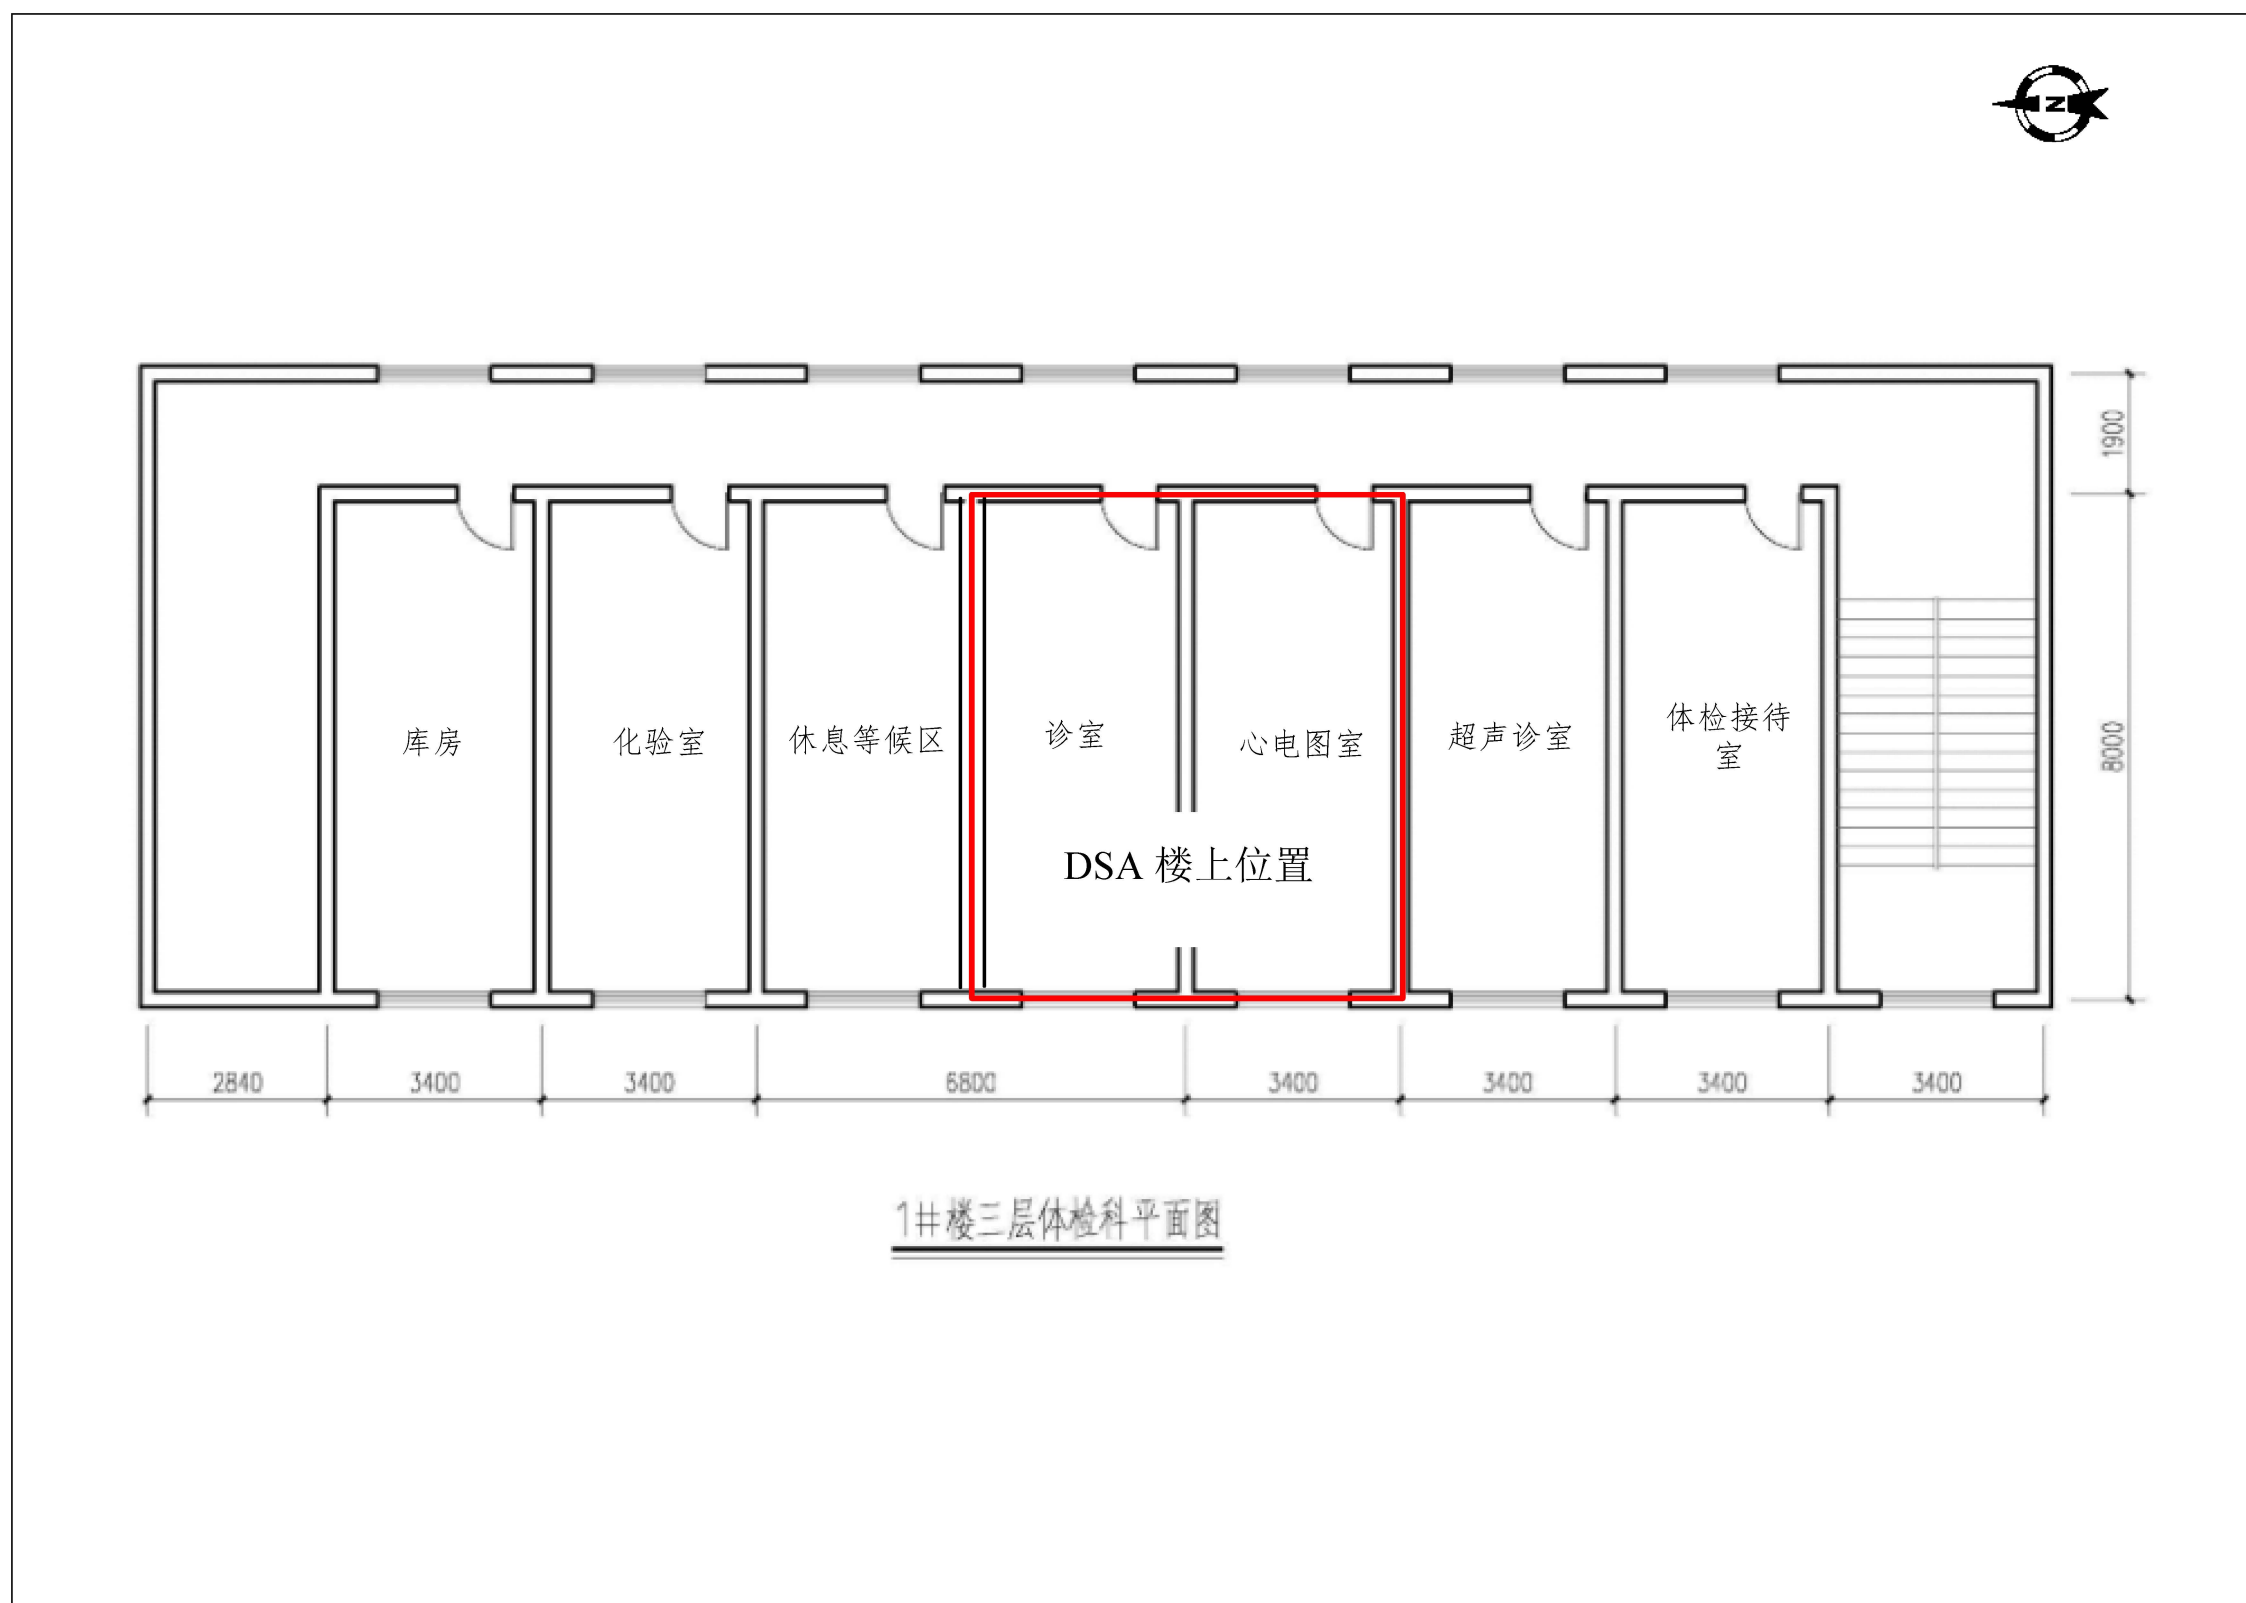 N
1900
库房
化验室
休息等候区
诊室
心电图室
超声诊室
体检接待
室
8000
DSA 楼上位置
2840
3400
3400
6800
3400
3400
3400
3400
1#楼三层体检科平面图